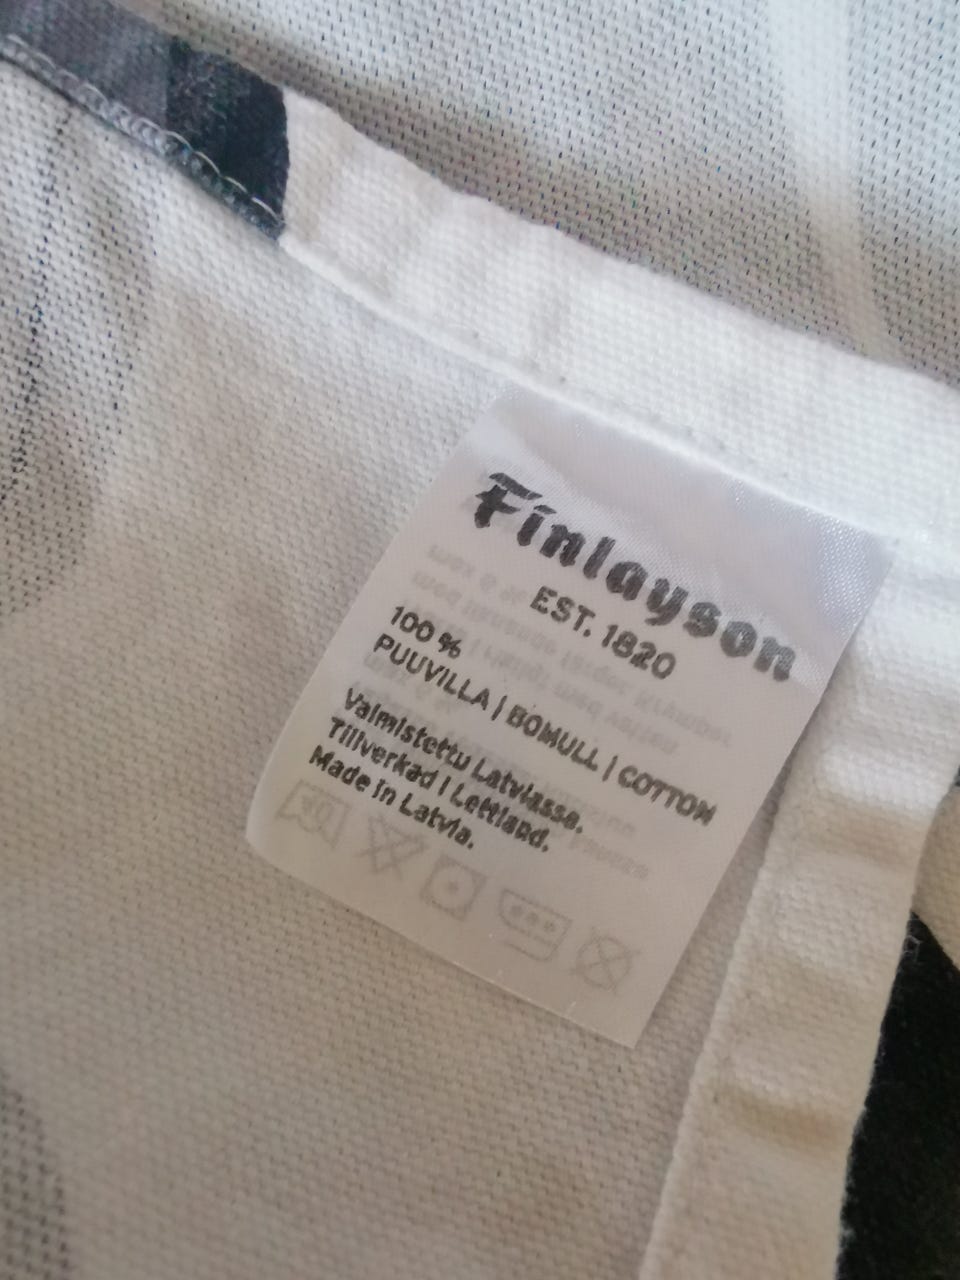 Finlayson
EST. 1820
100 %
PUUVILLA | BOMULL | COTTON
Valmistettu Latviassa.
Tillverkad i Lettland.
Made in Latvia.